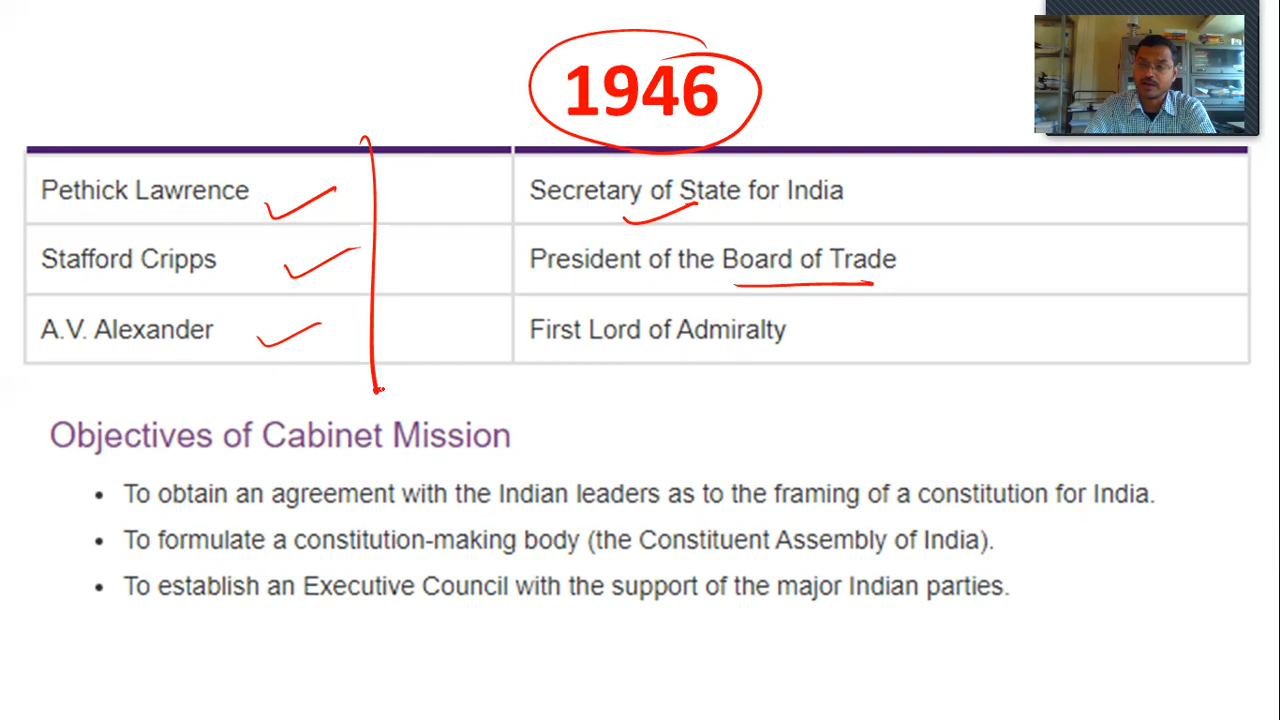 1946
Pethick Lawrence Secretary of State for India
Stafford Cripps President of the Board of Trade
A.V. Alexander First Lord of Admiralty
Objectives of Cabinet Mission
• To obtain an agreement with the Indian leaders as to the framing of a constitution for India.
• To formulate a constitution-making body (the Constituent Assembly of India).
• To establish an Executive Council with the support of the major Indian parties.